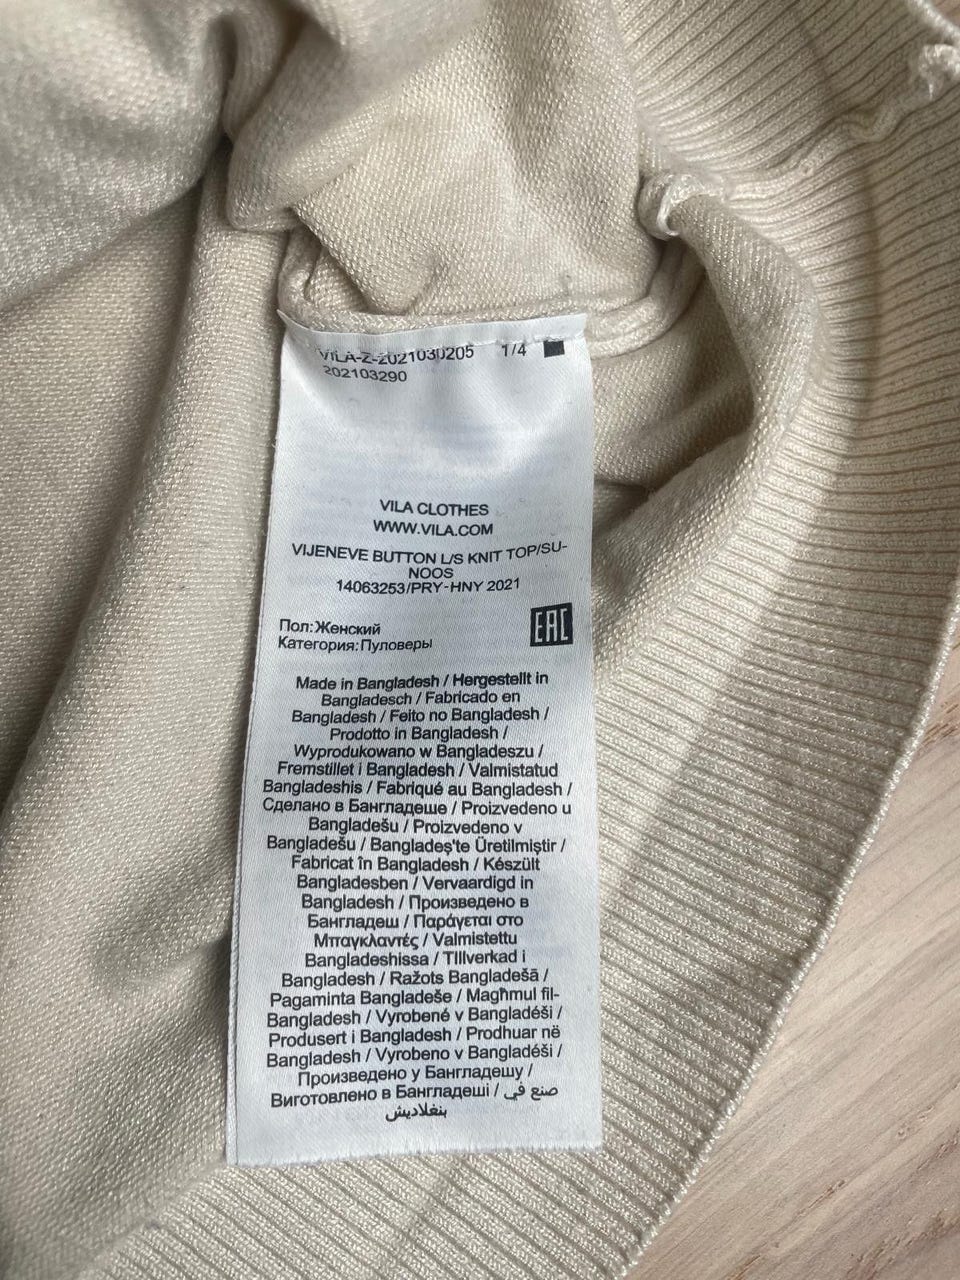 VILA-Z-2021030205 1/4
202103290
VILA CLOTHES
WWW.VILA.COM
VIJENEVE BUTTON L/S KNIT TOP/SU-
NOOS
14063253/PRY-HNY 2021
Пол:Женский
Категория:Пуловеры
EAC
Made in Bangladesh / Hergestellt in
Bangladesch / Fabricado en
Bangladesh / Feito no Bangladesh /
Prodotto in Bangladesh /
Wyprodukowano w Bangladeszu /
Fremstillet i Bangladesh / Valmistatud
Bangladeshis / Fabriqué au Bangladesh /
Сделано в Бангладеше / Proizvedeno u
Bangladešu / Proizvedeno v
Bangladešu / Bangladeş'te Üretilmiştir /
Fabricat în Bangladesh / Készült
Bangladesben / Vervaardigd in
Bangladesh / Произведено в
Бангладеш / Παράγεται στο
Μπαγκλαντές / Valmistettu
Bangladeshissa / TIllverkad i
Bangladesh / Ražots Bangladešā /
Pagaminta Bangladeše / Magħmul fil-
Bangladesh / Vyrobené v Bangladéši /
Produsert i Bangladesh / Prodhuar në
Bangladesh / Vyrobeno v Bangladéši /
Произведено у Бангладешу /
Виготовлено в Бангладеші / صنع في
بنغلاديش